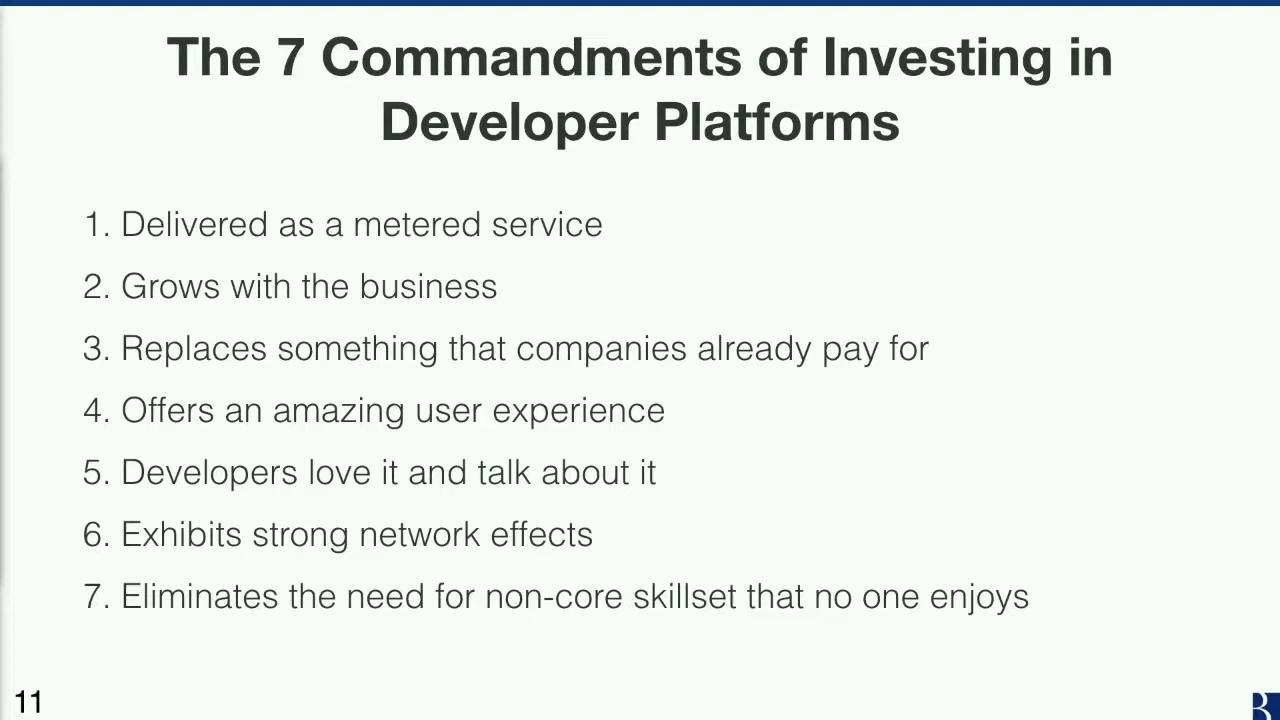 The 7 Commandments of Investing in
Developer Platforms
1. Delivered as a metered service
2. Grows with the business
3. Replaces something that companies already pay for
4. Offers an amazing user experience
5. Developers love it and talk about it
6. Exhibits strong network effects
7. Eliminates the need for non-core skillset that no one enjoys
11